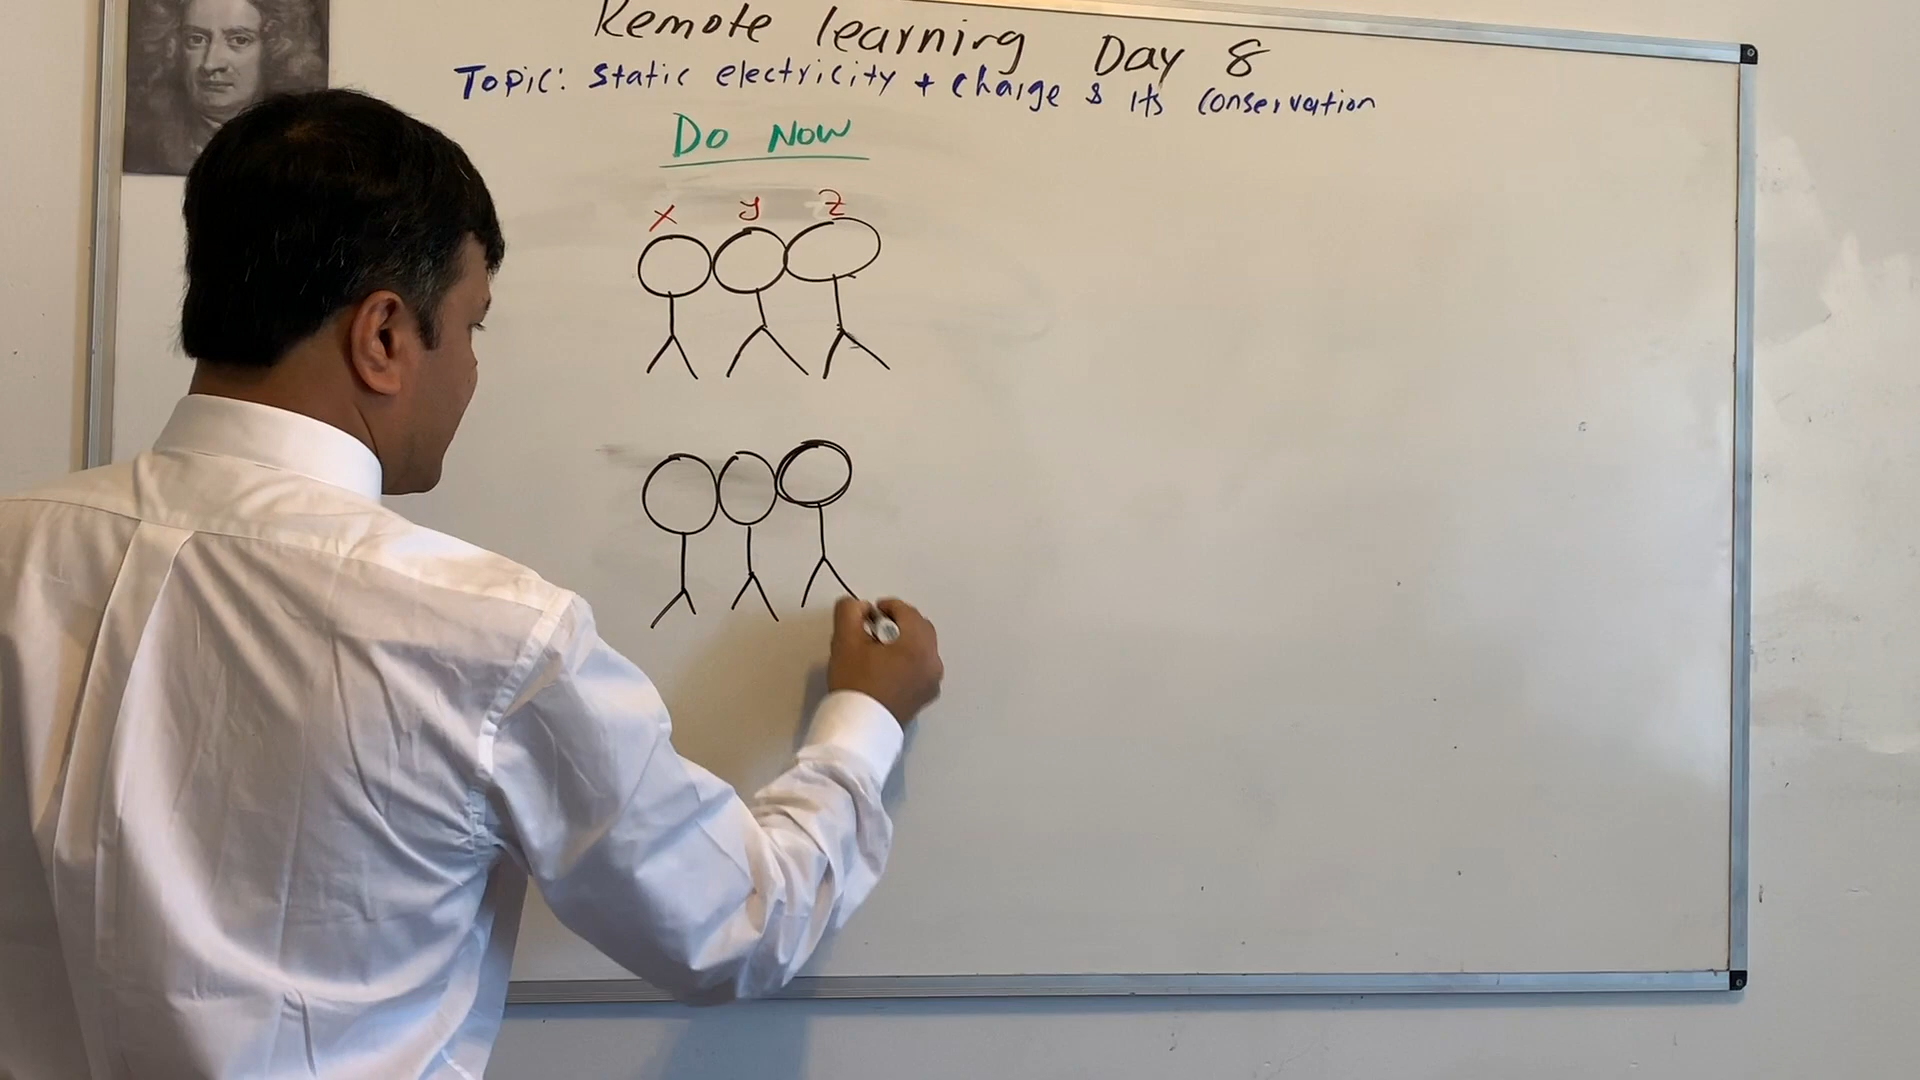 Remote learning Day 8
Topic: Static electricity + Charge & Its Conservation
Do Now
X y Z